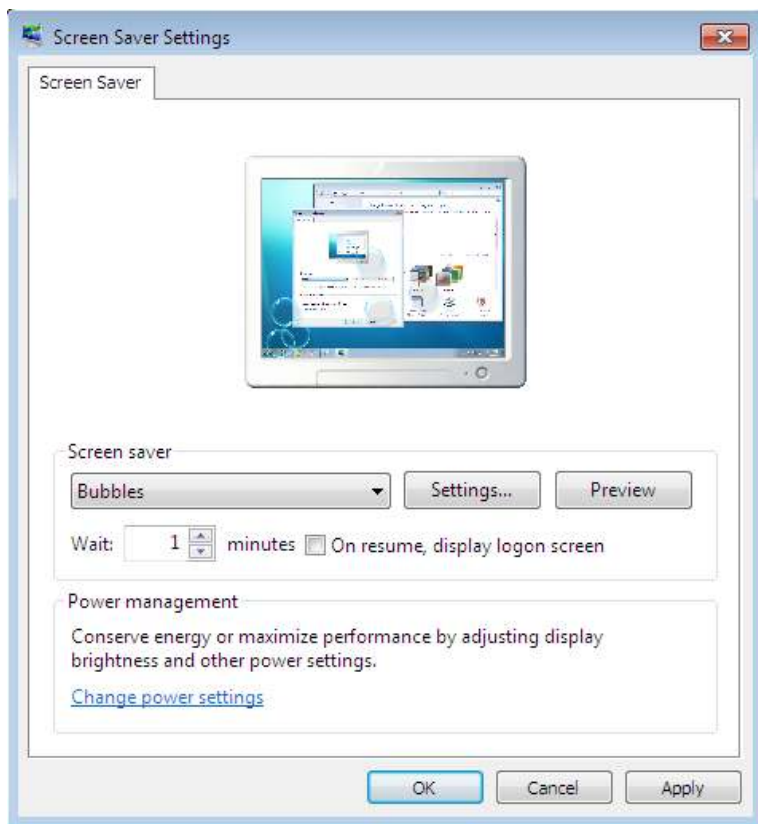 Screen Saver Settings
Screen Saver
Screen saver
Bubbles
Settings...
Preview
Wait: 1 minutes On resume, display logon screen
Power management
Conserve energy or maximize performance by adjusting display
brightness and other power settings.
Change power settings
OK Cancel Apply